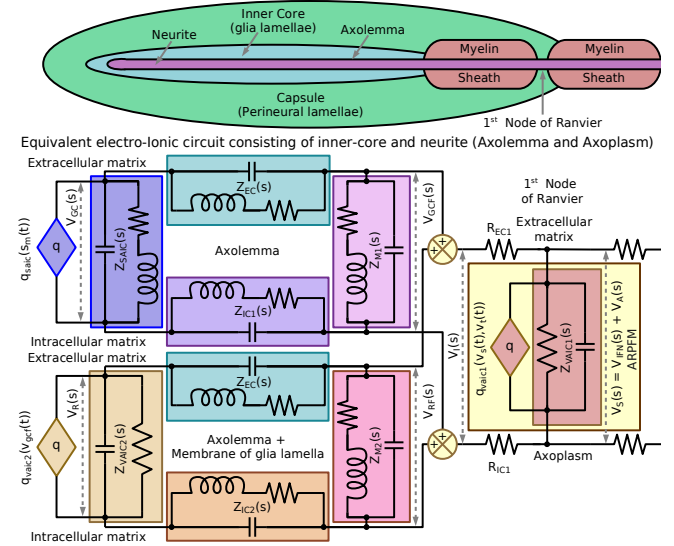 Inner Core
(glia lamellae)
Neurite
Axolemma
Myelin
Sheath
Myelin
Sheath
Capsule
(Perineural lamellae)
1st Node of Ranvier
Equivalent electro-Ionic circuit consisting of inner-core and neurite (Axolemma and Axoplasm)
Extracellular matrix
qsaic(sm(t))
q
VGC(s)
ZSAIC(s)
ZEC(s)
Axolemma
ZIC1(s)
ZM1(s)
VGCF(s)
Intracellular matrix
Extracellular matrix
qvaic2(vgcf(t))
q
VR(s)
ZVAIC2(s)
ZEC(s)
Axolemma +
Membrane of glia lamella
ZIC2(s)
ZM2(s)
VRF(s)
Intracellular matrix
+
+
+
+
1st Node
of Ranvier
Extracellular
matrix
REC1
VI(s)
qvaic1(vs(t),vt(t))
q
ZVAIC1(s)
VS(s) = VIFN(s) + VA(s)
ARPFM
RIC1
Axoplasm